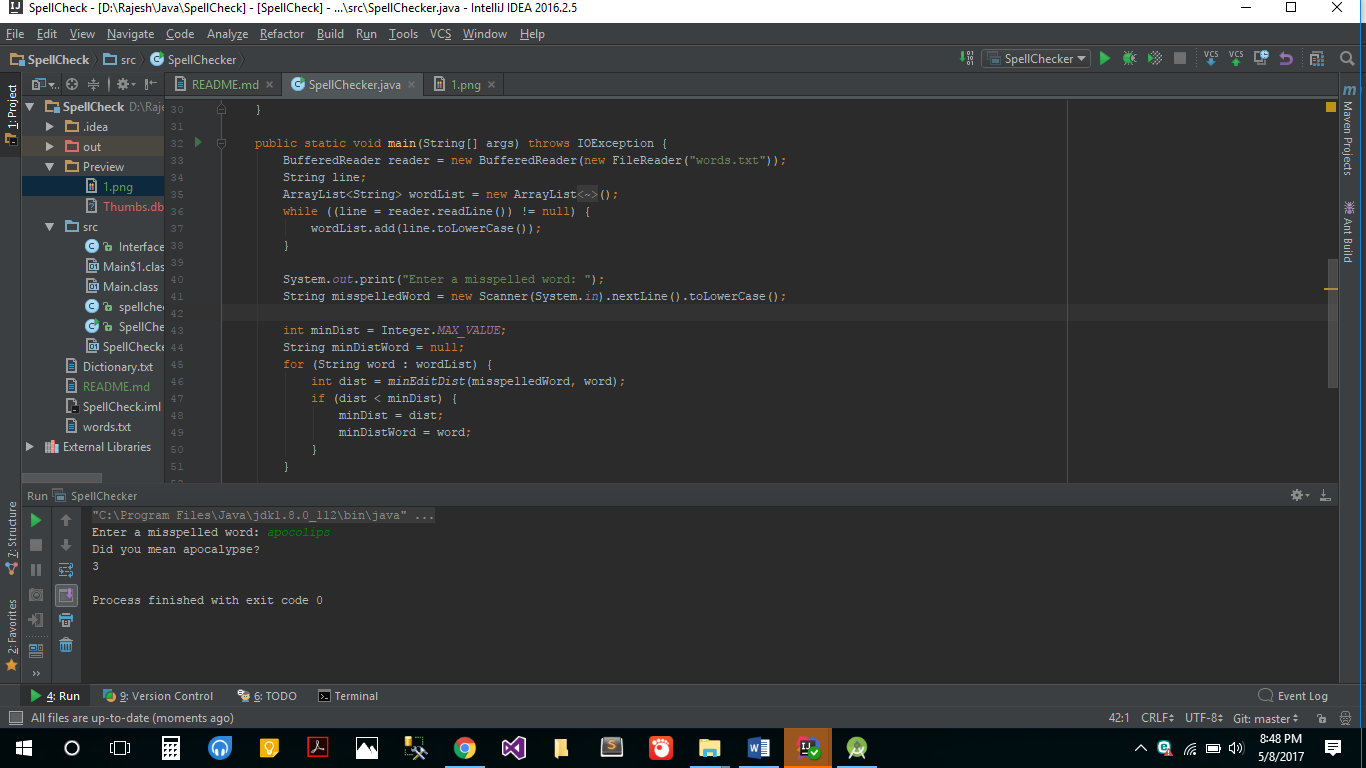 SpellCheck - [D:\Rajesh\Java\SpellCheck] - [SpellCheck] - ...\src\SpellChecker.java - IntelliJ IDEA 2016.2.5
File Edit View Navigate Code Analyze Refactor Build Run Tools VCS Window Help
SpellCheck src SpellChecker
SpellChecker
VCS VCS
1: Project
README.md SpellChecker.java 1.png
SpellCheck D:\Raje
.idea
out
Preview
1.png
Thumbs.db
src
Interface
Main$1.clas
Main.class
spellchec
SpellChe
SpellChecke
Dictionary.txt
README.md
SpellCheck.iml
words.txt
External Libraries
30 }
31
32 public static void main(String[] args) throws IOException {
33 BufferedReader reader = new BufferedReader(new FileReader("words.txt"));
34 String line;
35 ArrayList<String> wordList = new ArrayList<~>();
36 while ((line = reader.readLine()) != null) {
37 wordList.add(line.toLowerCase());
38 }
39
40 System.out.print("Enter a misspelled word: ");
41 String misspelledWord = new Scanner(System.in).nextLine().toLowerCase();
42
43 int minDist = Integer.MAX_VALUE;
44 String minDistWord = null;
45 for (String word : wordList) {
46 int dist = minEditDist(misspelledWord, word);
47 if (dist < minDist) {
48 minDist = dist;
49 minDistWord = word;
50 }
51 }
Maven Projects
Ant Build
Run SpellChecker
"C:\Program Files\Java\jdk1.8.0_112\bin\java" ...
Enter a misspelled word: apocolips
Did you mean apocalypse?
3
Process finished with exit code 0
7: Structure
2: Favorites
4: Run 9: Version Control 6: TODO Terminal Event Log
All files are up-to-date (moments ago) 42:1 CRLF UTF-8 Git: master
8:48 PM
5/8/2017